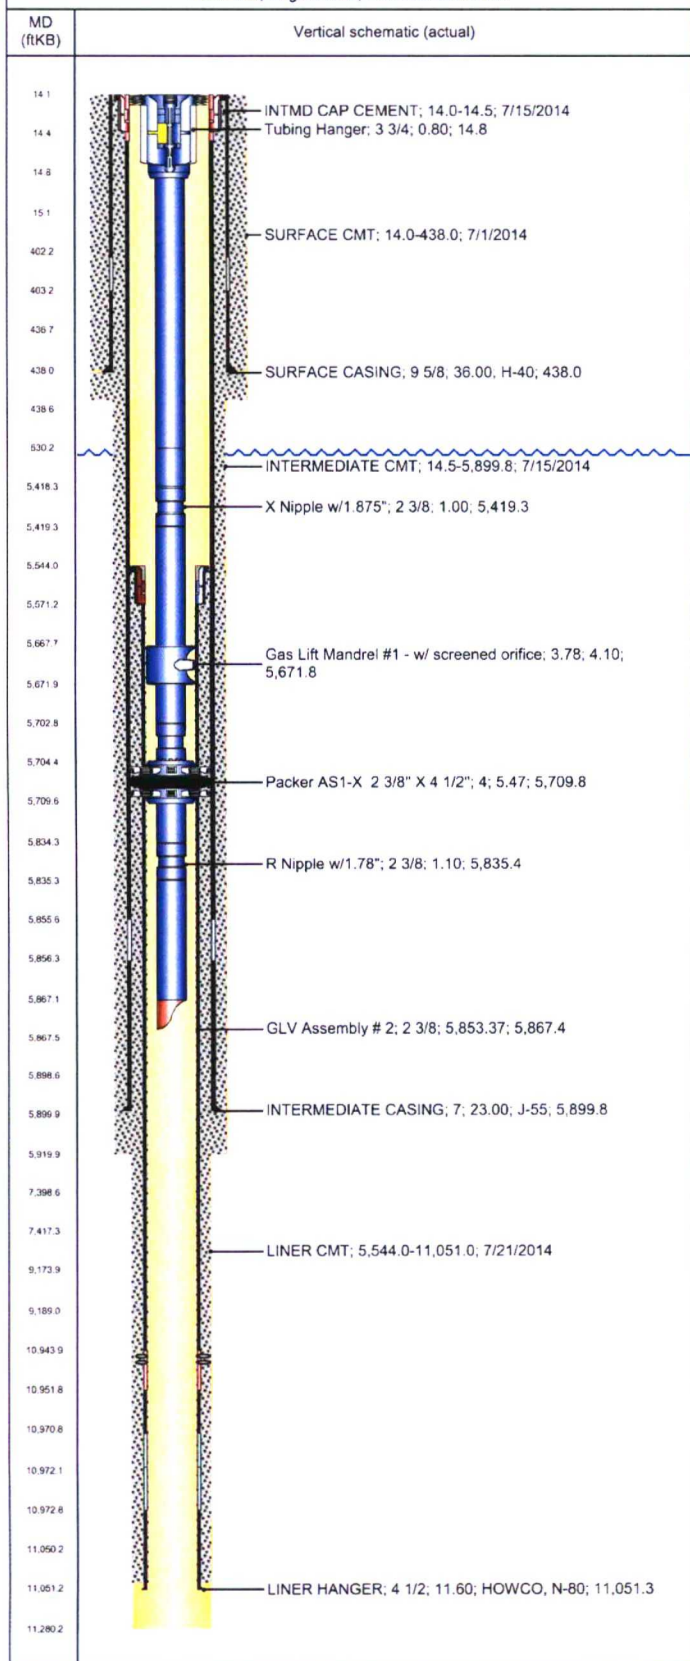 MD
(ftKB)
Vertical schematic (actual)
14.1
INTMD CAP CEMENT; 14.0-14.5; 7/15/2014
Tubing Hanger; 3 3/4; 0.80; 14.8
14.4
14.8
15.1
SURFACE CMT; 14.0-438.0; 7/1/2014
402.2
403.2
436.7
438.0
SURFACE CASING; 9 5/8; 36.00, H-40; 438.0
438.6
530.2
INTERMEDIATE CMT; 14.5-5,899.8; 7/15/2014
5,418.3
X Nipple w/1.875"; 2 3/8; 1.00; 5,419.3
5,419.3
5,544.0
5,571.2
5,667.7
Gas Lift Mandrel #1 - w/ screened orifice; 3.78; 4.10;
5,671.8
5,671.9
5,702.8
5,704.4
Packer AS1-X 2 3/8" X 4 1/2"; 4; 5.47; 5,709.8
5,709.6
5,834.3
R Nipple w/1.78"; 2 3/8; 1.10; 5,835.4
5,835.3
5,855.6
5,856.3
5,867.1
GLV Assembly # 2; 2 3/8; 5,853.37; 5,867.4
5,867.5
5,898.6
INTERMEDIATE CASING; 7; 23.00; J-55; 5,899.8
5,899.9
5,919.9
7,398.6
7,417.3
LINER CMT; 5,544.0-11,051.0; 7/21/2014
9,173.9
9,189.0
10,943.9
10,951.8
10,970.8
10,972.1
10,972.8
11,050.2
11,051.2
LINER HANGER; 4 1/2; 11.60; HOWCO, N-80; 11,051.3
11,280.2